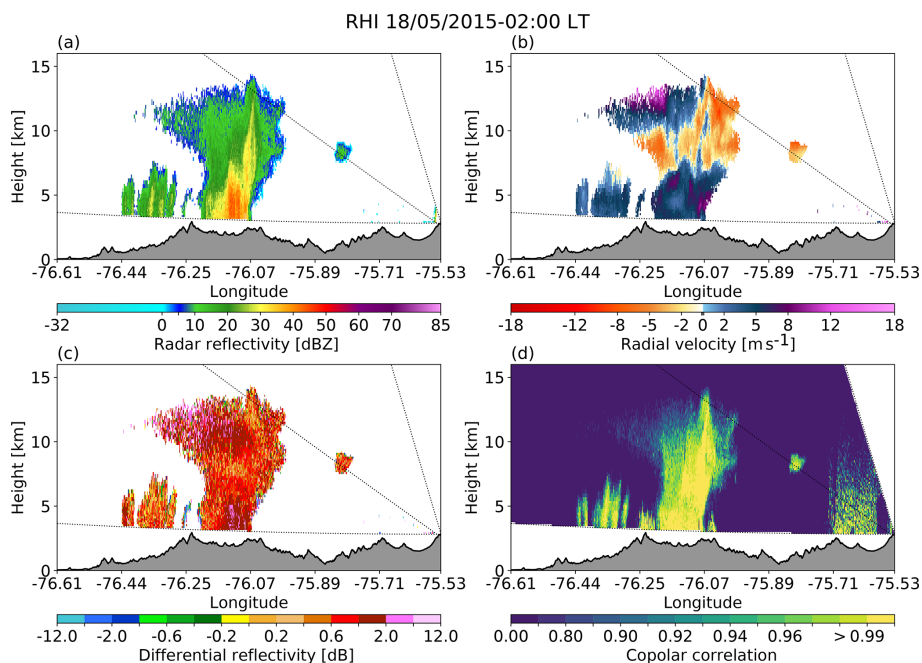 RHI 18/05/2015-02:00 LT
(a)
15
10
5
0
Height [km]
-76.61 -76.44 -76.25 -76.07 -75.89 -75.71 -75.53
Longitude
-32 0 10 20 30 40 50 60 70 85
Radar reflectivity [dBZ]
(b)
15
10
5
0
Height [km]
-76.61 -76.44 -76.25 -76.07 -75.89 -75.71 -75.53
Longitude
-18 -12 -8 -5 -2 0 2 5 8 12 18
Radial velocity [m s-1]
(c)
15
10
5
0
Height [km]
-76.61 -76.44 -76.25 -76.07 -75.89 -75.71 -75.53
Longitude
-12.0 -2.0 -0.6 -0.2 0.2 0.6 2.0 12.0
Differential reflectivity [dB]
(d)
15
10
5
0
Height [km]
-76.61 -76.44 -76.25 -76.07 -75.89 -75.71 -75.53
Longitude
0.00 0.80 0.90 0.92 0.94 0.96 > 0.99
Copolar correlation